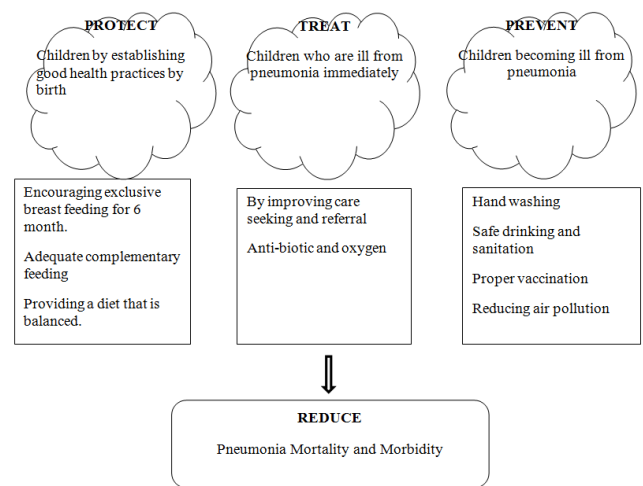 PROTECT
Children by establishing
good health practices by
birth
TREAT
Children who are ill from
pneumonia immediately
PREVENT
Children becoming ill from
pneumonia
Encouraging exclusive
breast feeding for 6
month.
Adequate complementary
feeding
Providing a diet that is
balanced.
By improving care
seeking and referral
Anti-biotic and oxygen
Hand washing
Safe drinking and
sanitation
Proper vaccination
Reducing air pollution
REDUCE
Pneumonia Mortality and Morbidity